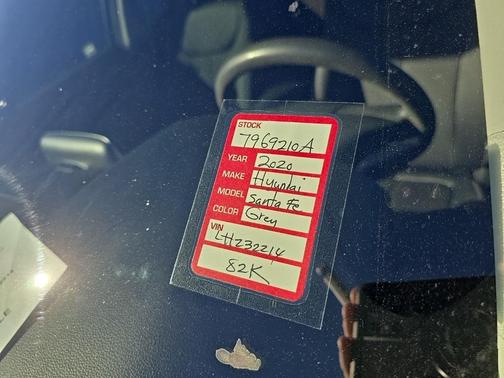 STOCK
7969210A
YEAR 2020
MAKE Hyundai
MODEL Santa Fe
COLOR Grey
VIN
LH232214
82K